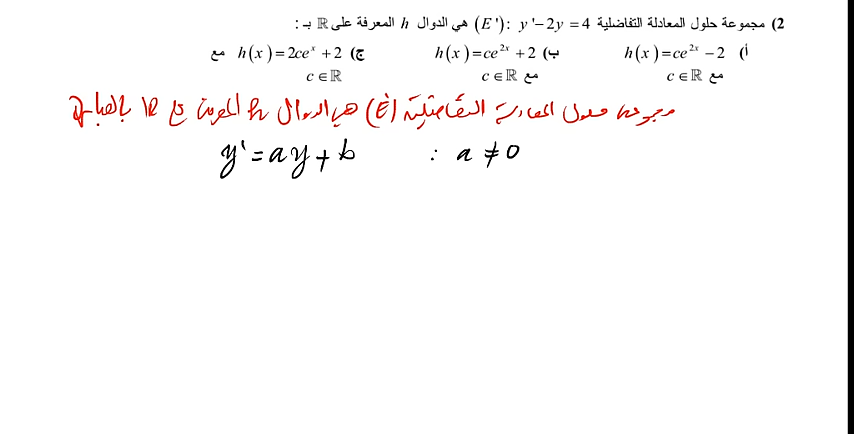 2) مجموعة حلول المعادلة التفاضلية (E'): y'-2y = 4 هي الدوال h المعرفة على ℝ بـ :
أ) h(x)=ce^{2x} -2 ب) h(x)=ce^{2x} +2 ج) h(x)=2ce^{x} +2 مع
مع c∈ℝ مع c∈ℝ c∈ℝ
مجموعة حلول المعادلة التفاضلية (E') هي الدوال h المعرفة على ℝ بالعبارة
y' = ay + b : a ≠ 0